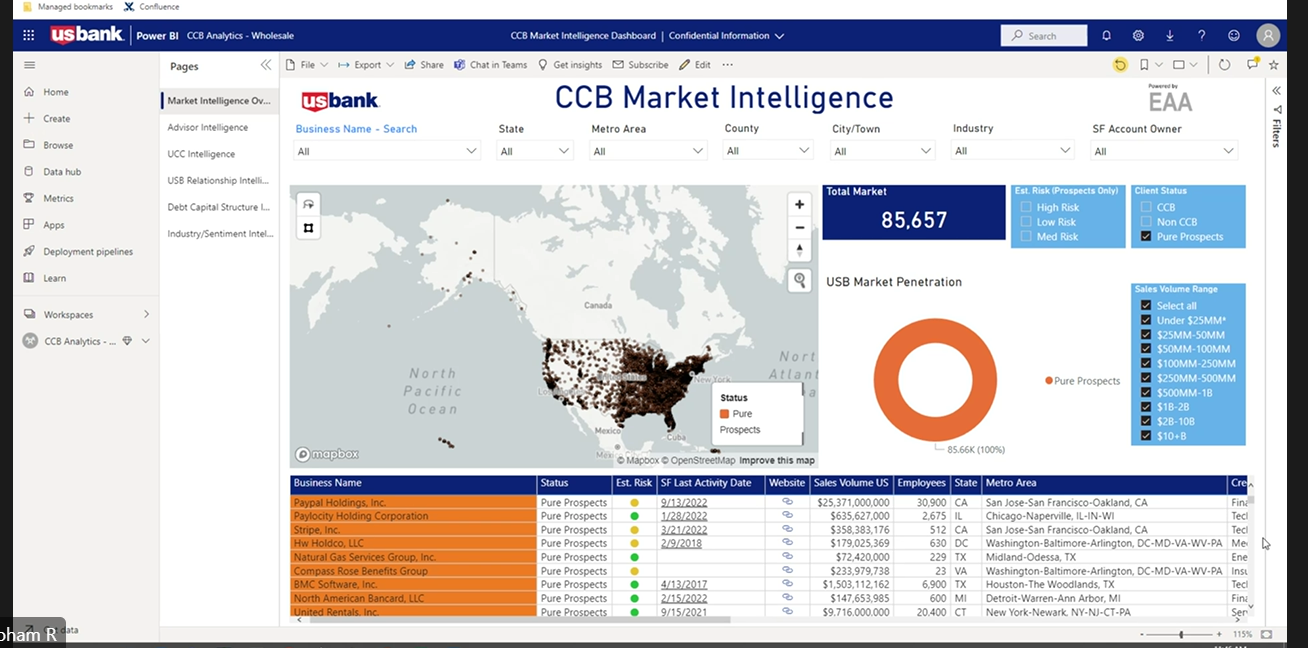 Managed bookmarks Confluence
usbank Power BI CCB Analytics - Wholesale CCB Market Intelligence Dashboard | Confidential Information Search
Pages File Export Share Chat in Teams Get insights Subscribe Edit
Home
Create
Browse
Data hub
Metrics
Apps
Deployment pipelines
Learn
Workspaces
CCB Analytics - ...
Get data
pham R
Market Intelligence Ov...
Advisor Intelligence
UCC Intelligence
USB Relationship Intelli...
Debt Capital Structure I...
Industry/Sentiment Intel...
usbank CCB Market Intelligence Powered by
EAA
Filters
Business Name - Search State Metro Area County City/Town Industry SF Account Owner
All All All All All All All
Canada
United States
New York
Mexico
Cuba
North
Pacific
Ocean
North
Atlant
Status
Pure
Prospects
mapbox
© Mapbox © OpenStreetMap Improve this map
Total Market
85,657
Est. Risk (Prospects Only)
High Risk
Low Risk
Med Risk
Client Status
CCB
Non CCB
Pure Prospects
USB Market Penetration
Pure Prospects
85.66K (100%)
Sales Volume Range
Select all
Under $25MM*
$25MM-50MM
$50MM-100MM
$100MM-250MM
$250MM-500MM
$500MM-1B
$1B-2B
$2B-10B
$10+B
Business Name Status Est. Risk SF Last Activity Date Website Sales Volume US Employees State Metro Area Cre
Paypal Holdings, Inc. Pure Prospects 9/13/2022 $25,371,000,000 30,900 CA San Jose-San Francisco-Oakland, CA Fina
Paylocity Holding Corporation Pure Prospects 1/28/2022 $635,627,000 2,675 IL Chicago-Naperville, IL-IN-WI Tecl
Stripe, Inc. Pure Prospects 3/21/2022 $358,383,176 512 CA San Jose-San Francisco-Oakland, CA Tecl
Hw Holdco, LLC Pure Prospects 2/9/2018 $179,025,369 630 DC Washington-Baltimore-Arlington, DC-MD-VA-WV-PA Me
Natural Gas Services Group, Inc. Pure Prospects $72,420,000 229 TX Midland-Odessa, TX Ene
Compass Rose Benefits Group Pure Prospects $233,979,738 23 VA Washington-Baltimore-Arlington, DC-MD-VA-WV-PA Insu
BMC Software, Inc. Pure Prospects 4/13/2017 $1,503,112,162 6,900 TX Houston-The Woodlands, TX Tecl
North American Bancard, LLC Pure Prospects 2/15/2022 $147,653,985 600 MI Detroit-Warren-Ann Arbor, MI Fina
United Rentals, Inc. Pure Prospects 9/15/2021 $9,716,000,000 20,400 CT New York-Newark, NY-NJ-CT-PA Serv
115%